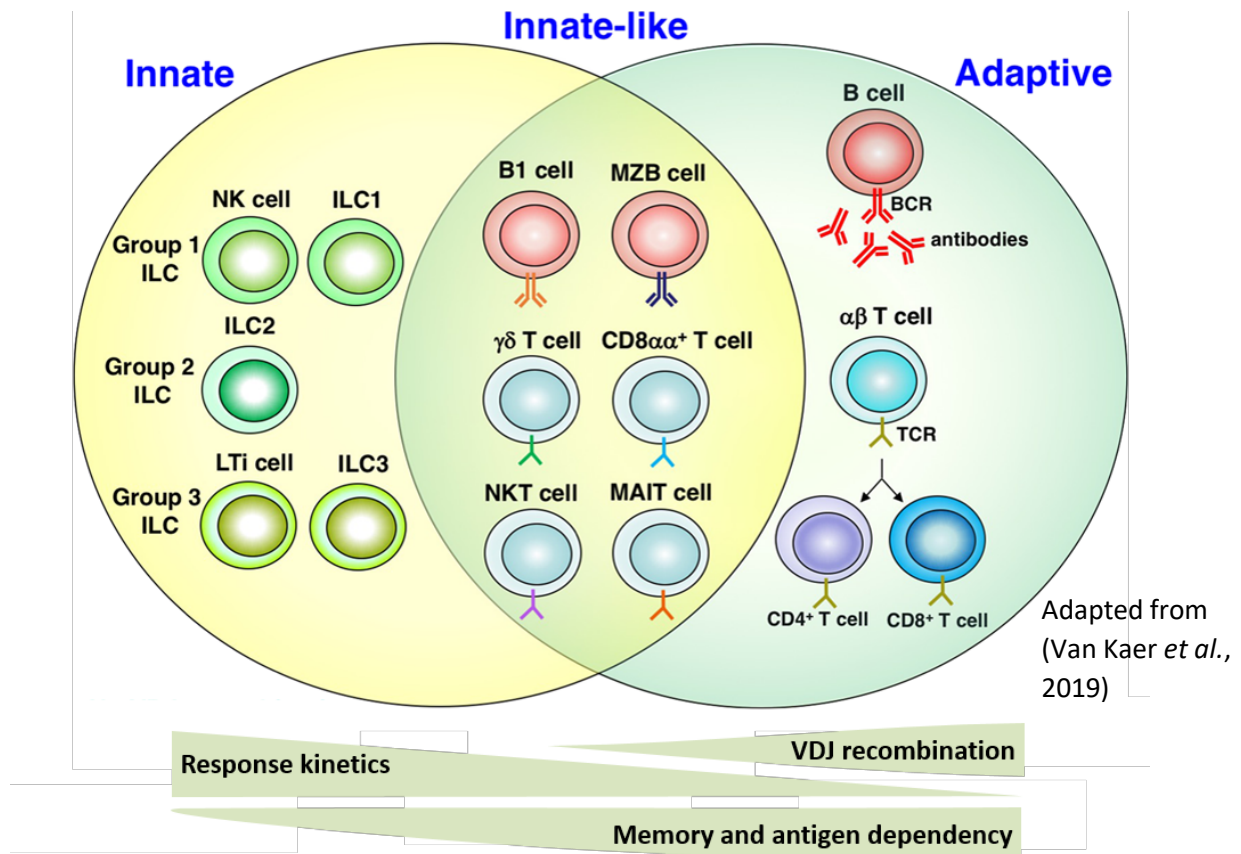 Innate-like
Innate
Adaptive
NK cell
ILC1
Group 1
ILC
ILC2
Group 2
ILC
LTi cell
ILC3
Group 3
ILC
B1 cell
MZB cell
γδ T cell
CD8αα⁺ T cell
NKT cell
MAIT cell
B cell
BCR
antibodies
αβ T cell
TCR
CD4⁺ T cell
CD8⁺ T cell
Adapted from
(Van Kaer et al.,
2019)
VDJ recombination
Response kinetics
Memory and antigen dependency